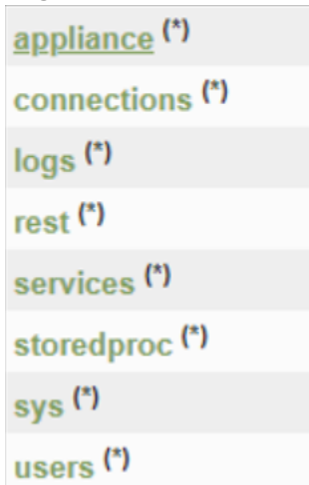 appliance (*)
connections (*)
logs (*)
rest (*)
services (*)
storedproc (*)
sys (*)
users (*)